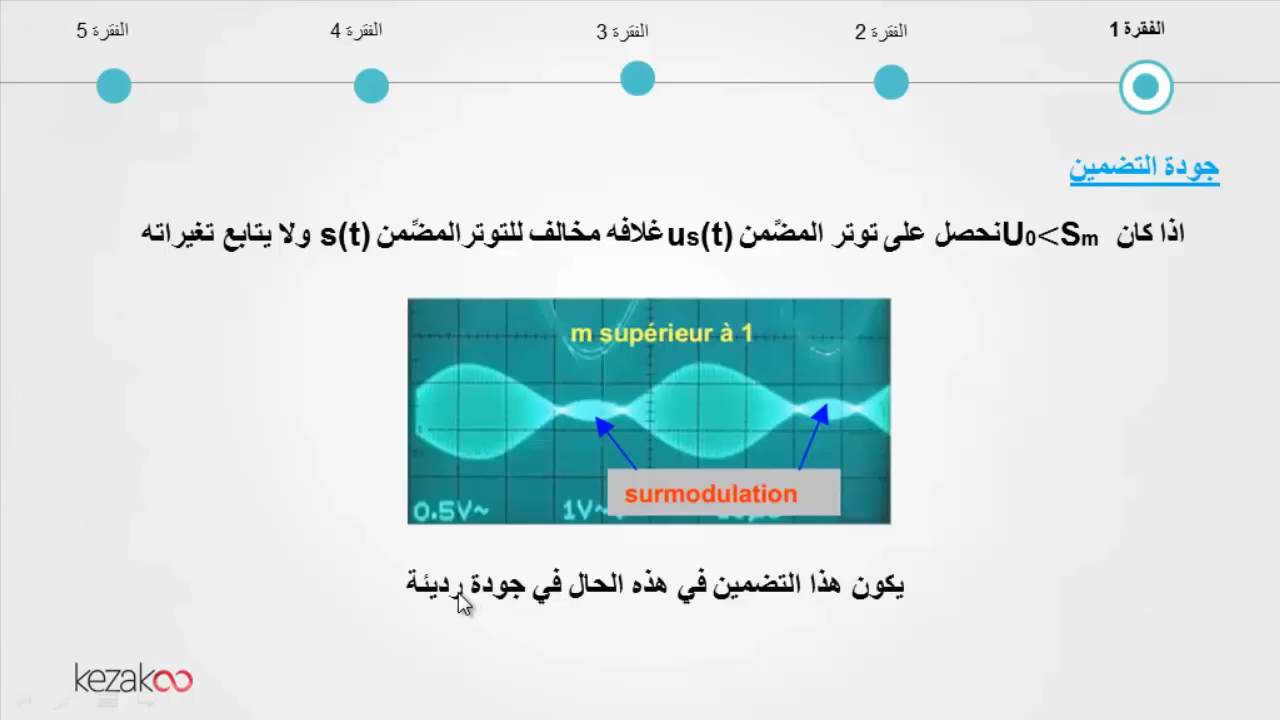 الفقرة 1
الفقرة 2
الفقرة 3
الفقرة 4
الفقرة 5
جودة التضمين
اذا كان U0<Sm نحصل على توتر المضَّمن us(t) غلافه مخالف للتوترالمضِّمن s(t) ولا يتابع تغيراته
m supérieur à 1
surmodulation
0.5V~ 1V~
يكون هذا التضمين في هذه الحال في جودة رديئة
kezakoo